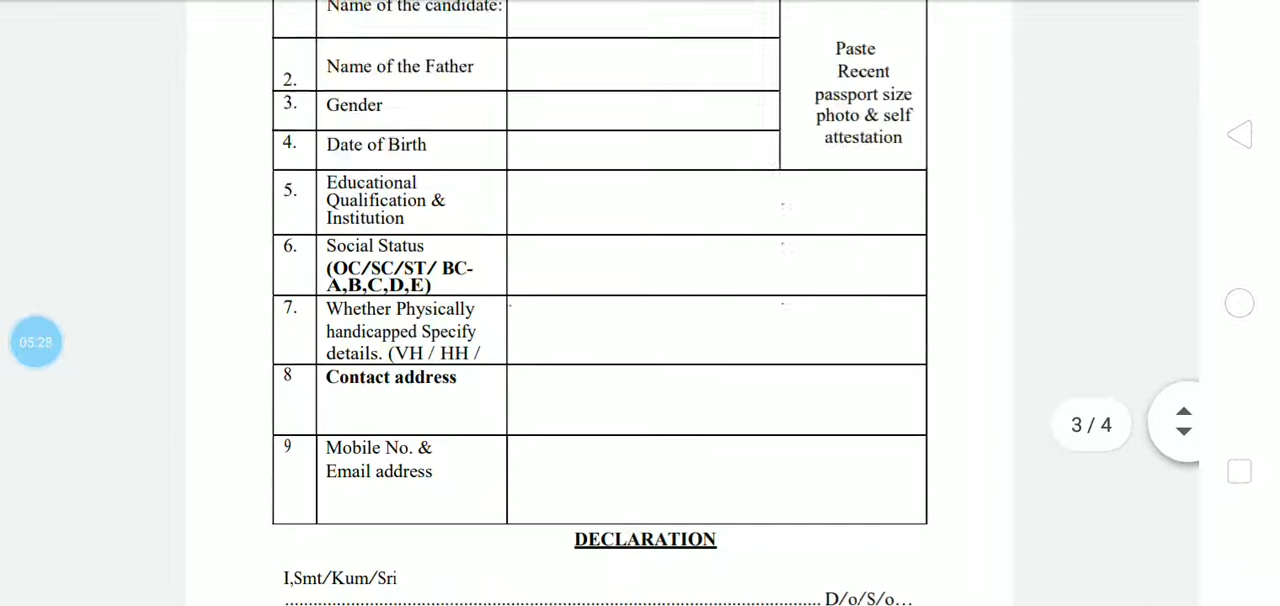 Name of the candidate:
Paste
Recent
passport size
photo & self
attestation
2.
Name of the Father
3.
Gender
4.
Date of Birth
5.
Educational
Qualification &
Institution
6.
Social Status
(OC/SC/ST/ BC-
A,B,C,D,E)
7.
Whether Physically
handicapped Specify
details. (VH / HH /
8
Contact address
9
Mobile No. &
Email address
DECLARATION
I,Smt/Kum/Sri
.................................................................................................................. D/o/S/o...
05:28
3 / 4